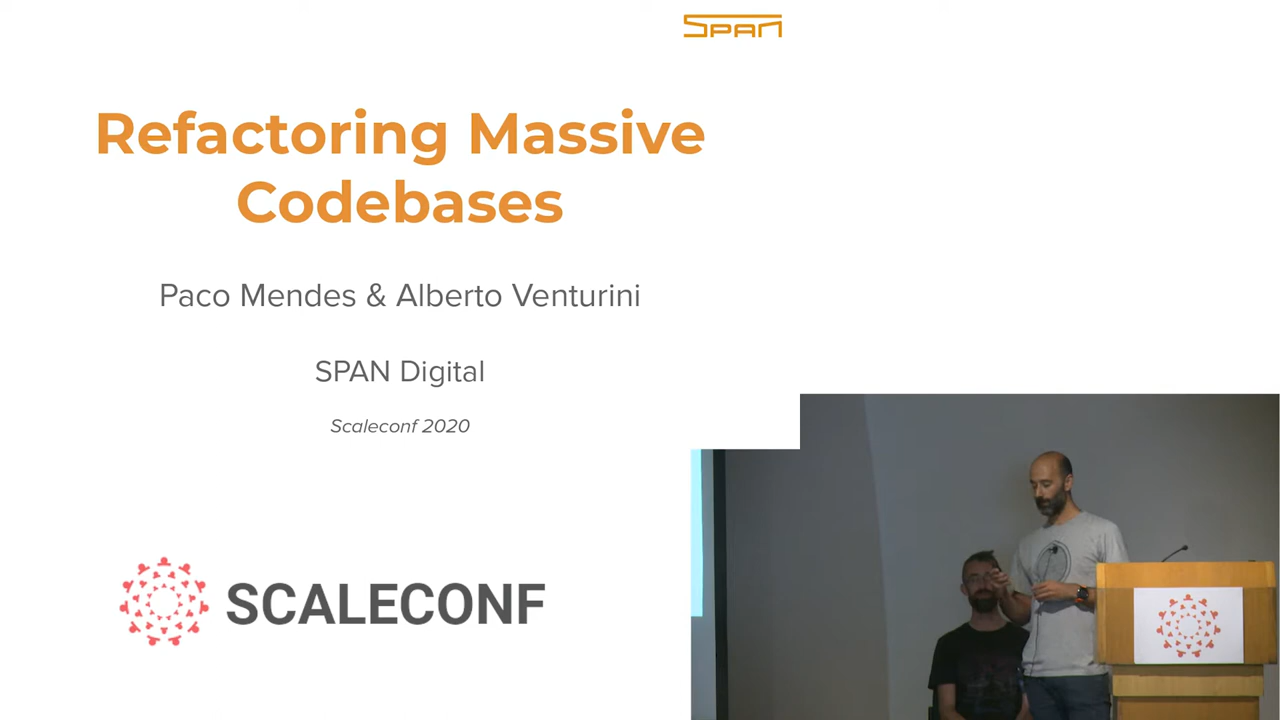 SPAN
Refactoring Massive
Codebases
Paco Mendes & Alberto Venturini
SPAN Digital
Scaleconf 2020
SCALECONF